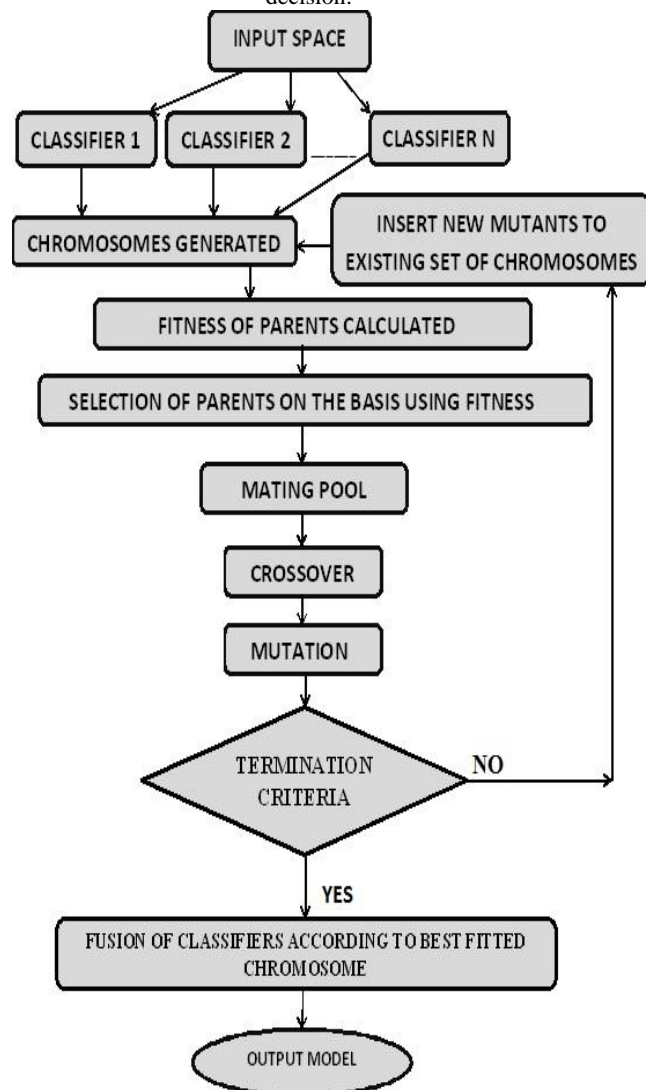 decision.
INPUT SPACE
CLASSIFIER 1
CLASSIFIER 2
CLASSIFIER N
CHROMOSOMES GENERATED
INSERT NEW MUTANTS TO
EXISTING SET OF CHROMOSOMES
FITNESS OF PARENTS CALCULATED
SELECTION OF PARENTS ON THE BASIS USING FITNESS
MATING POOL
CROSSOVER
MUTATION
TERMINATION
CRITERIA
NO
YES
FUSION OF CLASSIFIERS ACCORDING TO BEST FITTED
CHROMOSOME
OUTPUT MODEL